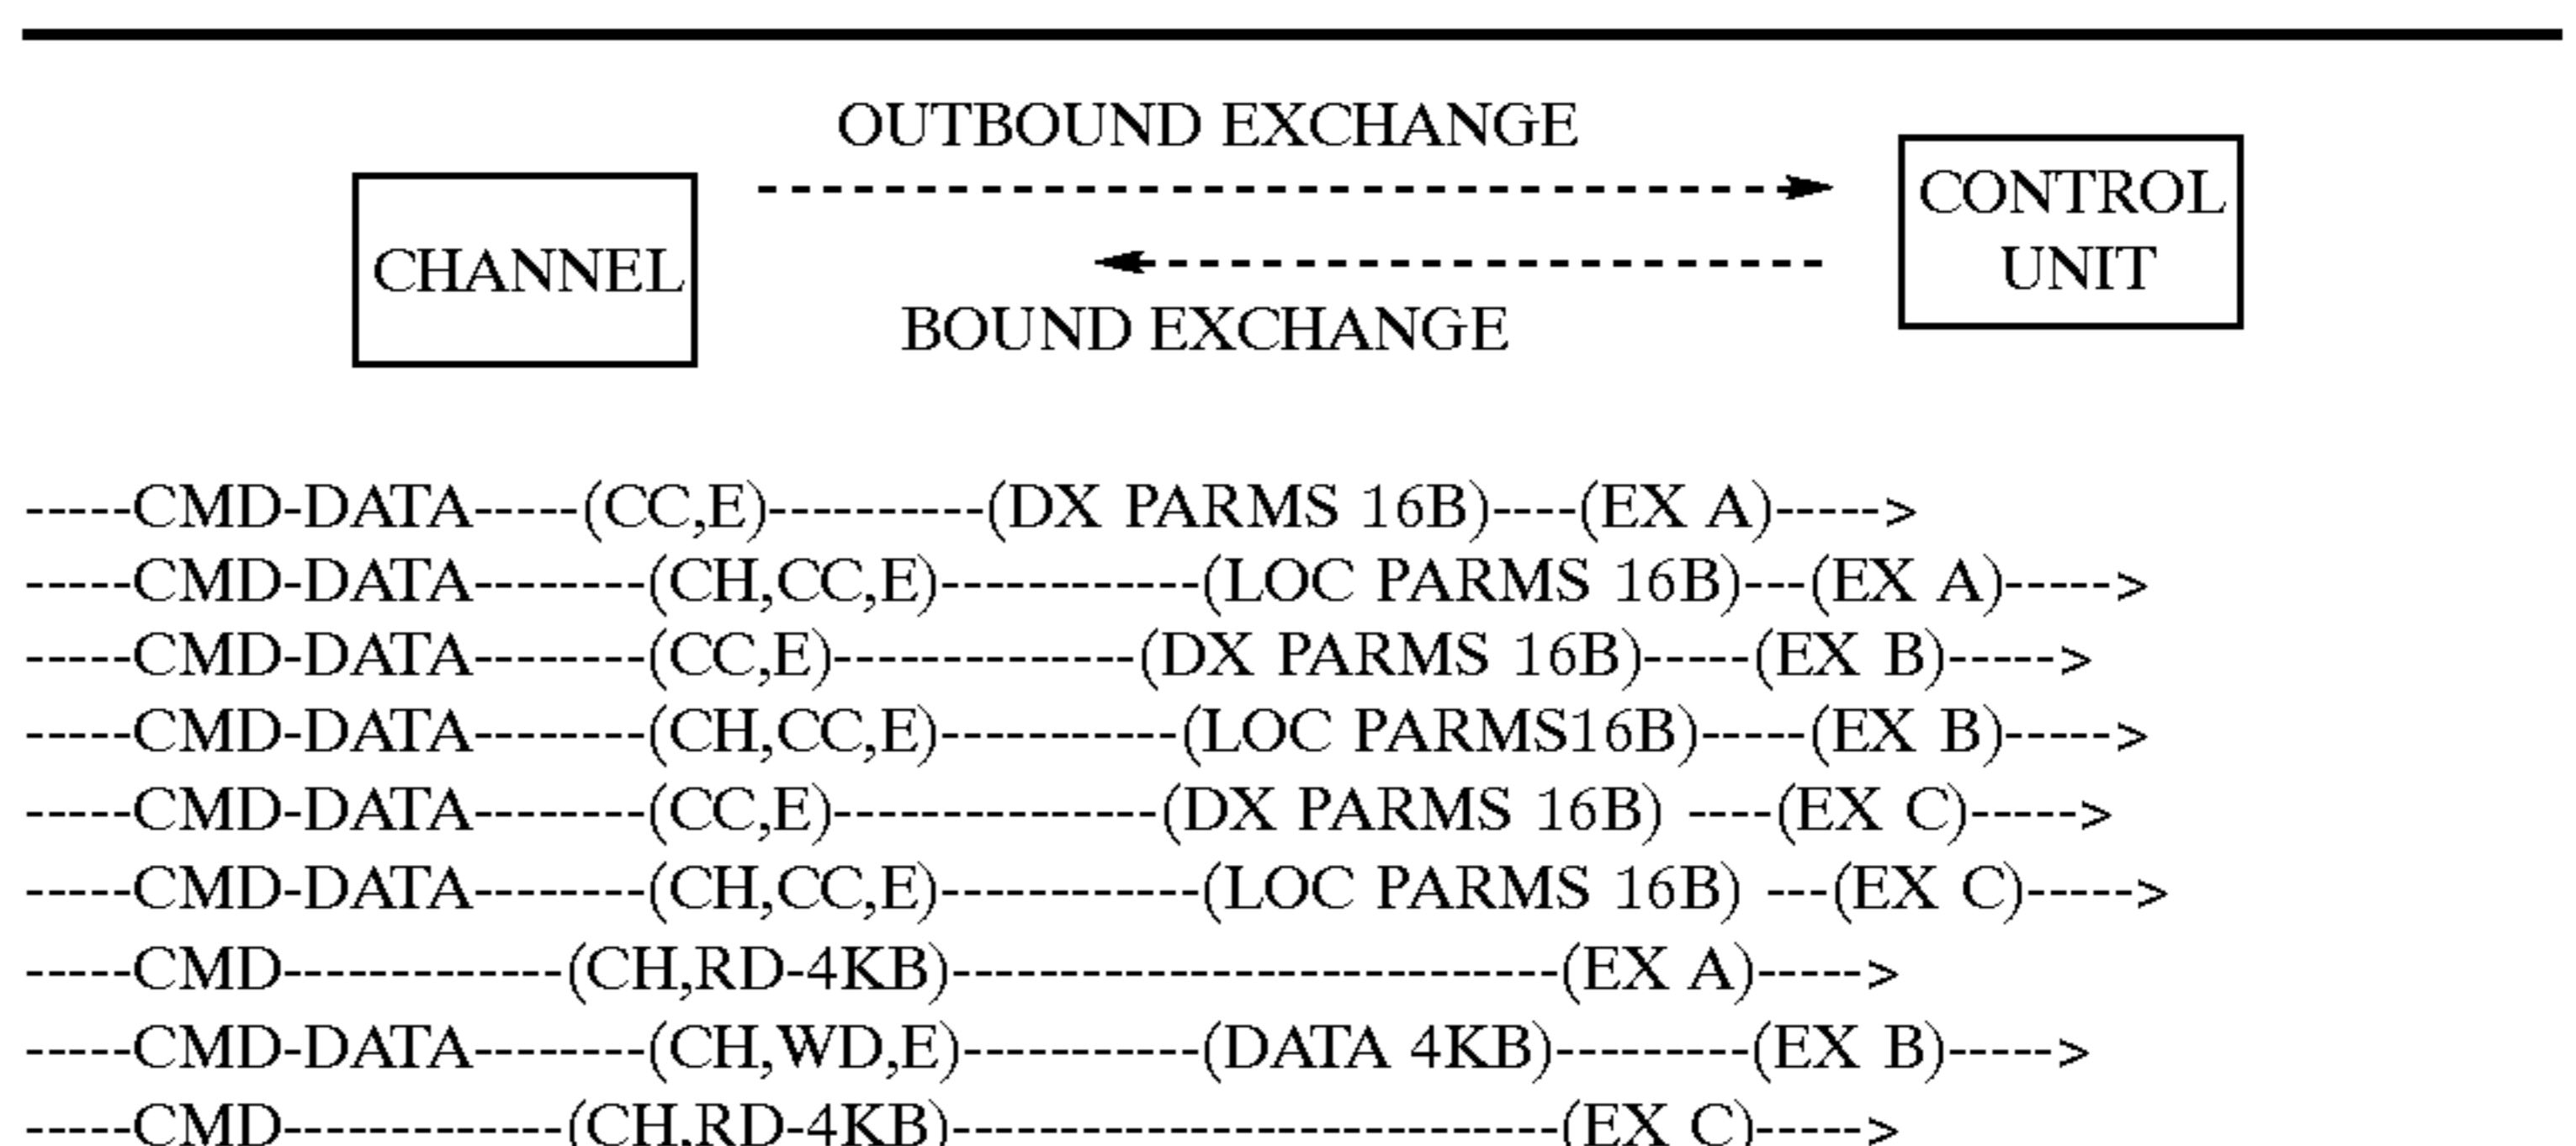 OUTBOUND EXCHANGE
CHANNEL
CONTROL
UNIT
BOUND EXCHANGE
-----CMD-DATA-----(CC,E)----------(DX PARMS 16B)----(EX A)----->
-----CMD-DATA--------(CH,CC,E)------------(LOC PARMS 16B)---(EX A)----->
-----CMD-DATA--------(CC,E)--------------(DX PARMS 16B)-----(EX B)----->
-----CMD-DATA--------(CH,CC,E)-----------(LOC PARMS16B)-----(EX B)----->
-----CMD-DATA--------(CC,E)---------------(DX PARMS 16B) ----(EX C)----->
-----CMD-DATA--------(CH,CC,E)------------(LOC PARMS 16B) ---(EX C)----->
-----CMD-------------(CH,RD-4KB)----------------------------(EX A)----->
-----CMD-DATA--------(CH,WD,E)-----------(DATA 4KB)---------(EX B)----->
-----CMD-------------(CH,RD-4KB)----------------------------(EX C)----->